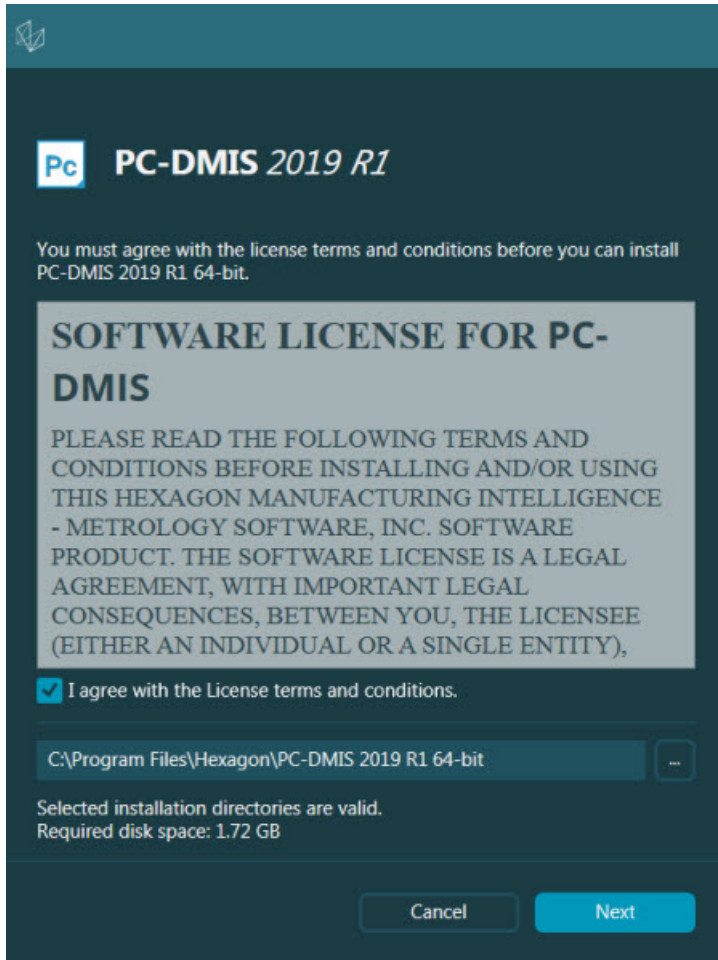 Pc
PC-DMIS 2019 R1
You must agree with the license terms and conditions before you can install
PC-DMIS 2019 R1 64-bit.
SOFTWARE LICENSE FOR PC-
DMIS
PLEASE READ THE FOLLOWING TERMS AND
CONDITIONS BEFORE INSTALLING AND/OR USING
THIS HEXAGON MANUFACTURING INTELLIGENCE
- METROLOGY SOFTWARE, INC. SOFTWARE
PRODUCT. THE SOFTWARE LICENSE IS A LEGAL
AGREEMENT, WITH IMPORTANT LEGAL
CONSEQUENCES, BETWEEN YOU, THE LICENSEE
(EITHER AN INDIVIDUAL OR A SINGLE ENTITY),
I agree with the License terms and conditions.
C:\Program Files\Hexagon\PC-DMIS 2019 R1 64-bit
...
Selected installation directories are valid.
Required disk space: 1.72 GB
Cancel
Next